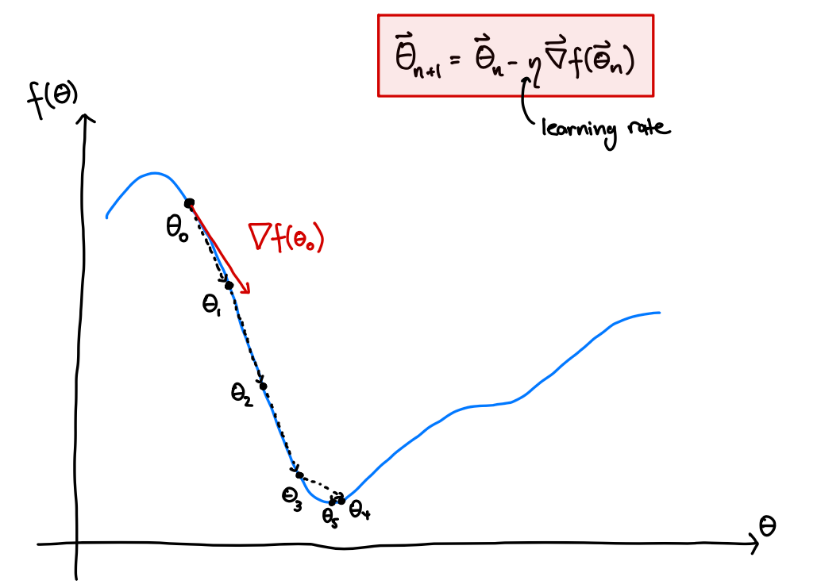 θ⃗ₙ₊₁ = θ⃗ₙ - η∇⃗f(θ⃗ₙ)
learning rate
f(θ)
θ₀
∇f(θ₀)
θ₁
θ₂
θ₃
θ₅
θ₄
θ